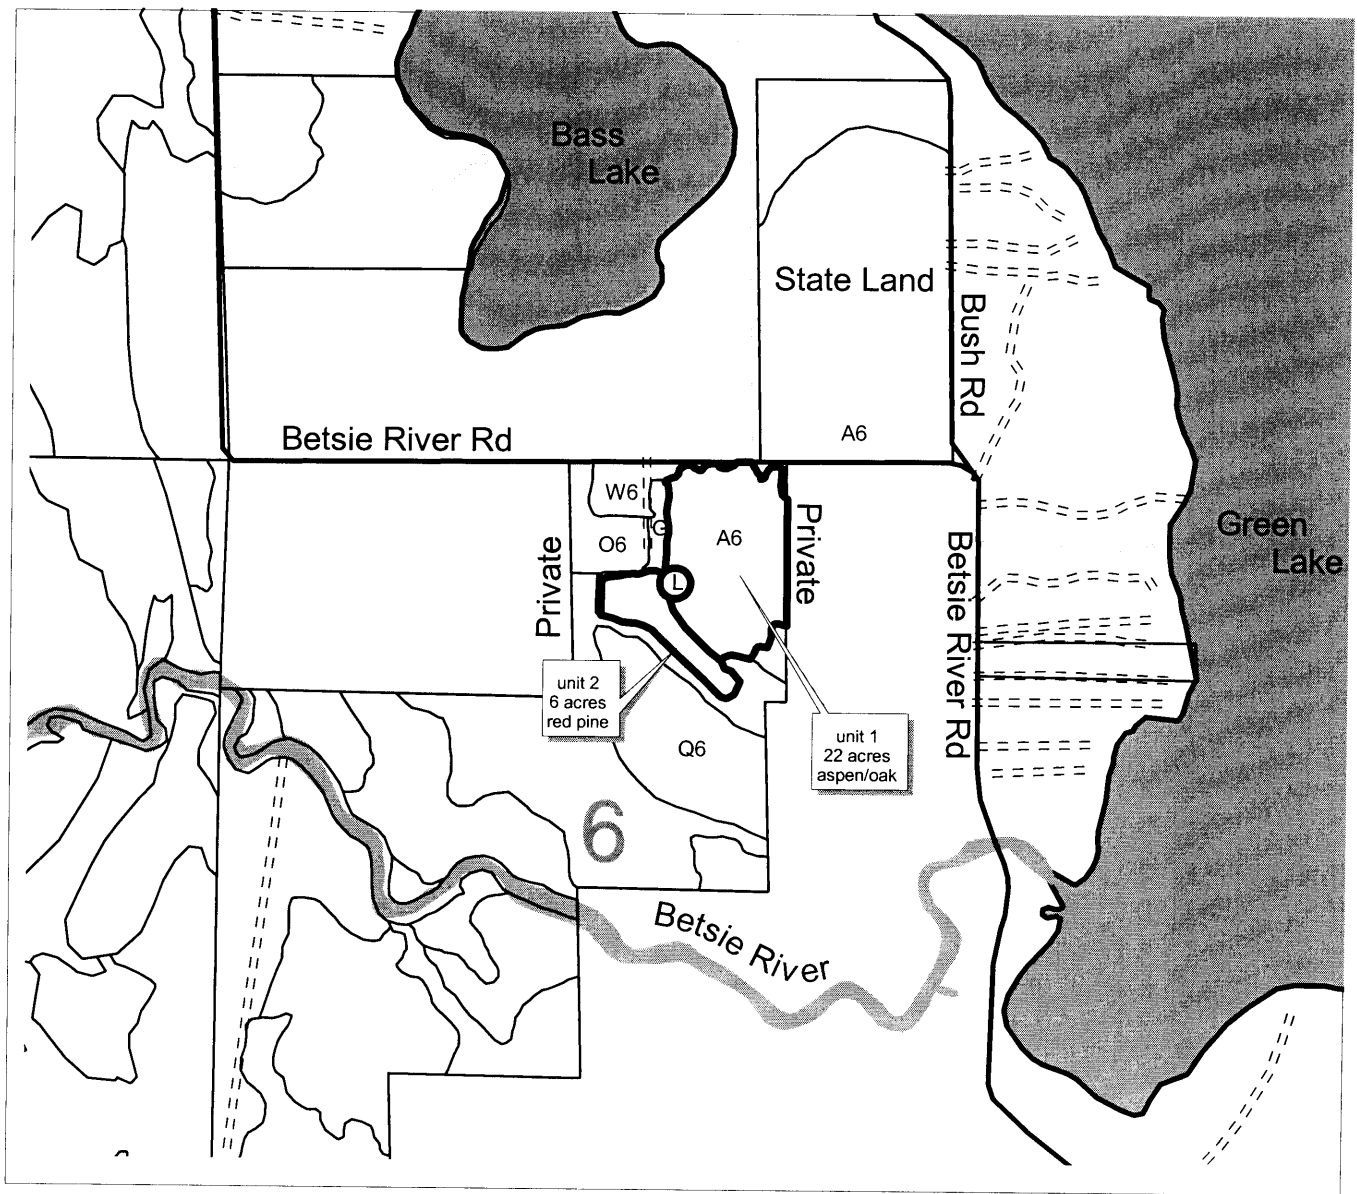 Bass
Lake
State Land
Bush Rd
Betsie River Rd
A6
W6
G
O6
A6
Private
Private
L
Green
Lake
Betsie River Rd
unit 2
6 acres
red pine
unit 1
22 acres
aspen/oak
Q6
6
Betsie River